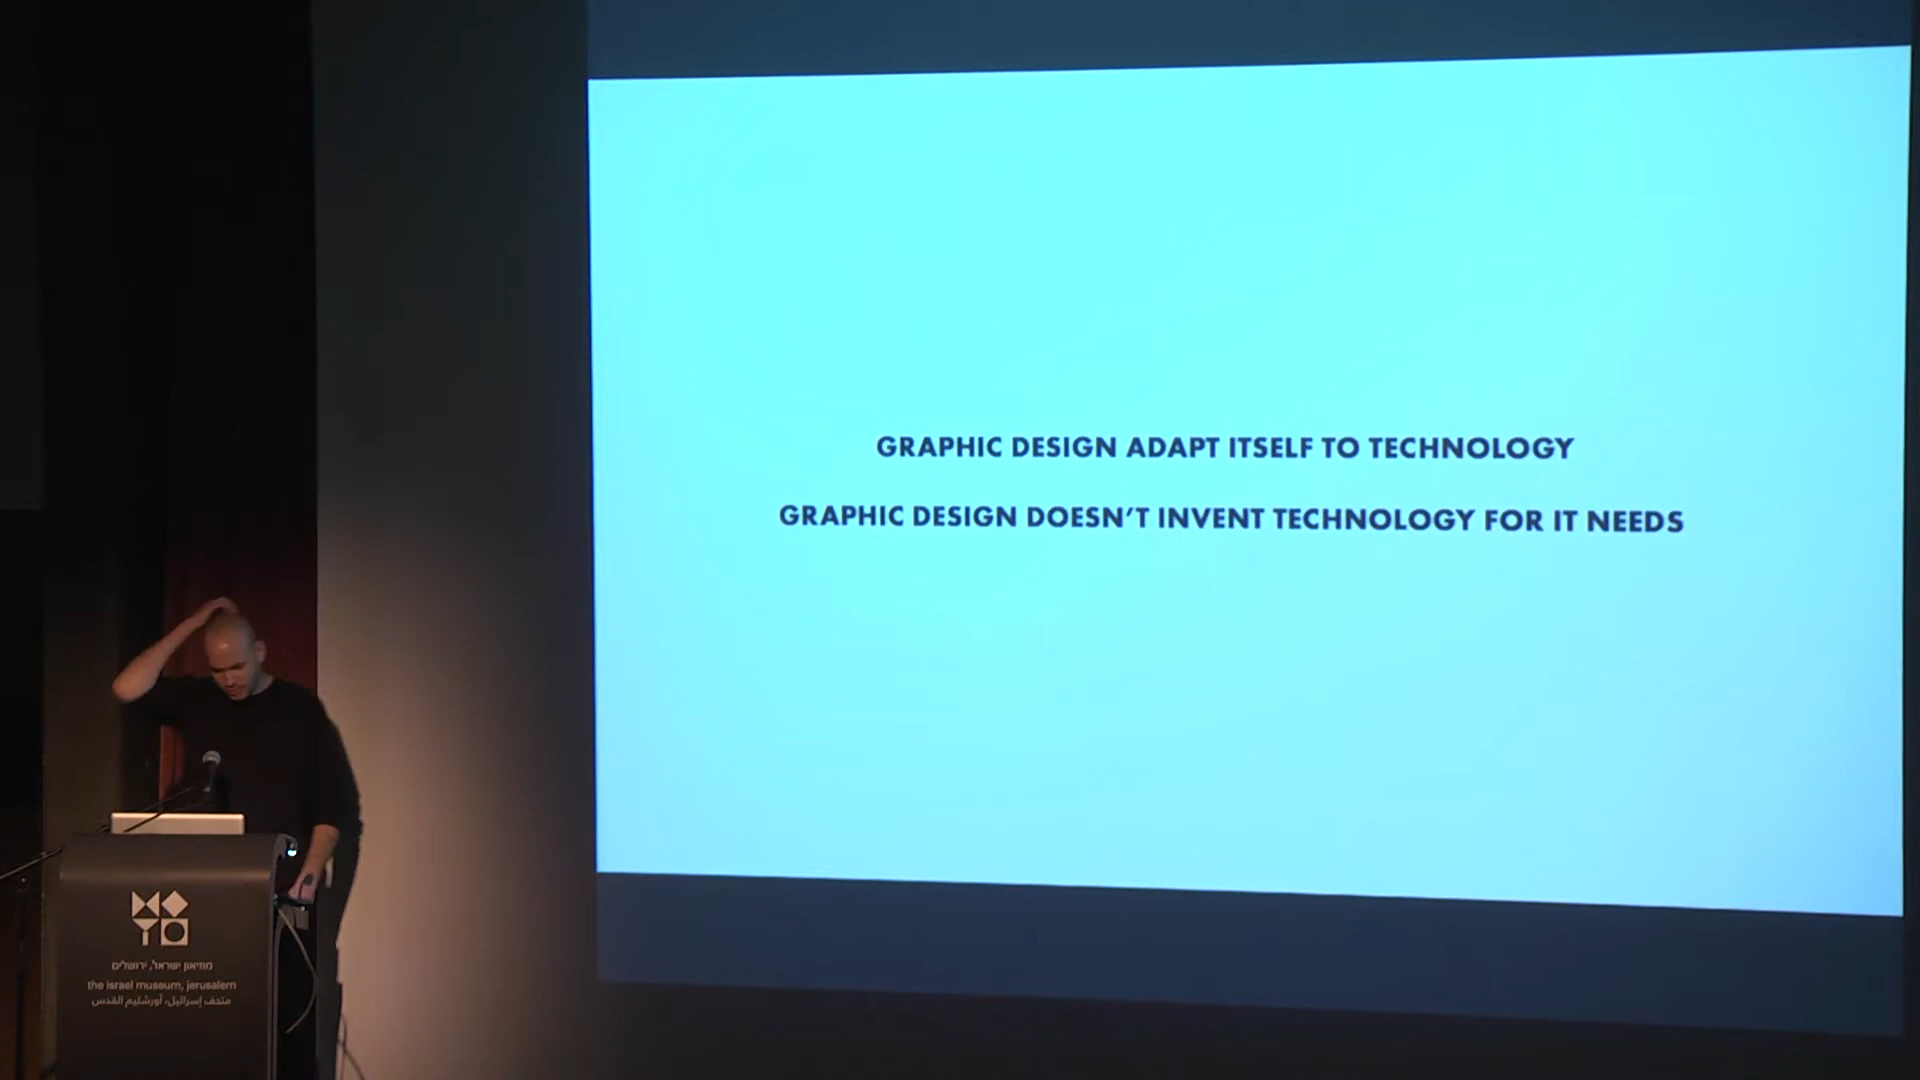 GRAPHIC DESIGN ADAPT ITSELF TO TECHNOLOGY
GRAPHIC DESIGN DOESN’T INVENT TECHNOLOGY FOR IT NEEDS
מוזיאון ישראל, ירושלים
the israel museum, jerusalem
متحف إسرائيل، أورشليم القدس